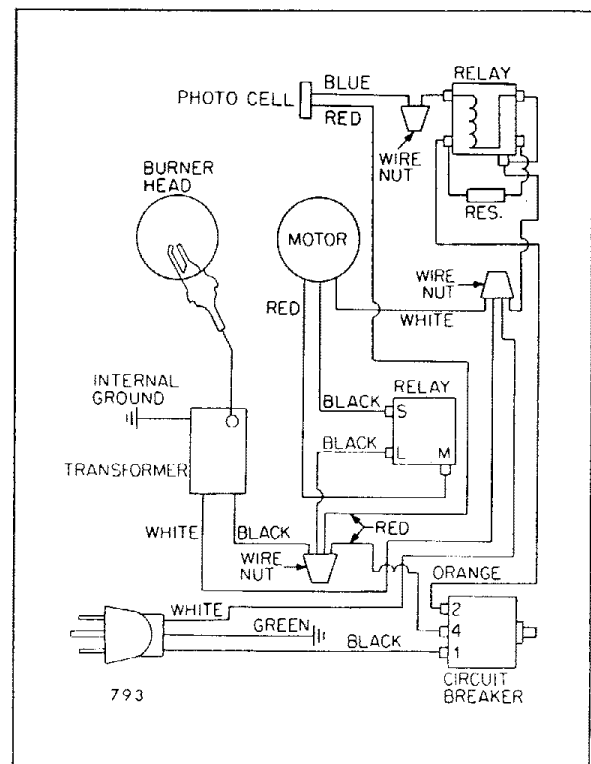 BLUE
RELAY
PHOTO CELL
RED
WIRE
NUT
BURNER
HEAD
RES.
MOTOR
WIRE
NUT
RED
WHITE
INTERNAL
GROUND
RELAY
BLACK
S
BLACK
L M
TRANSFORMER
WHITE
BLACK
RED
WIRE
NUT
ORANGE
WHITE
2
GREEN
4
BLACK
1
CIRCUIT
BREAKER
793